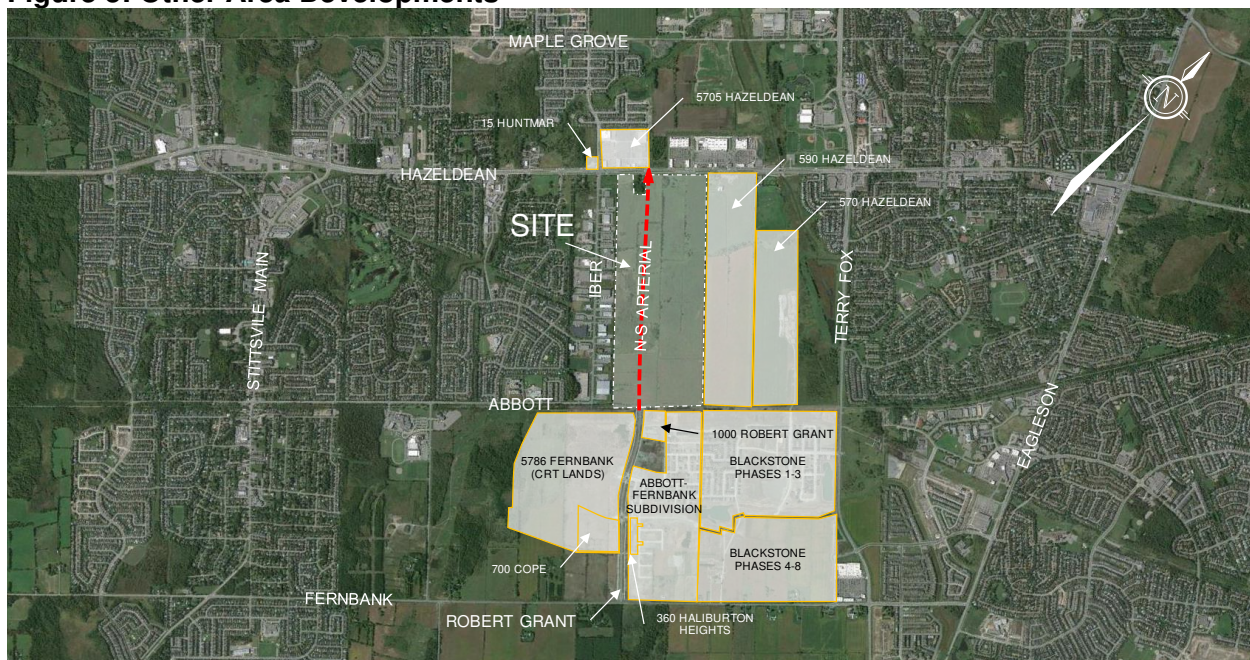 Figure 3: Other Area Developments
MAPLE GROVE
N
5705 HAZELDEAN
15 HUNTMAR
590 HAZELDEAN
HAZELDEAN
570 HAZELDEAN
SITE
IBER
N-S ARTERIAL
STITTSVILLE MAIN
TERRY FOX
ABBOTT
EAGLESON
1000 ROBERT GRANT
5786 FERNBANK
(CRT LANDS)
BLACKSTONE
PHASES 1-3
ABBOTT-
FERNBANK
SUBDIVISION
BLACKSTONE
PHASES 4-8
700 COPE
FERNBANK
ROBERT GRANT
360 HALIBURTON
HEIGHTS